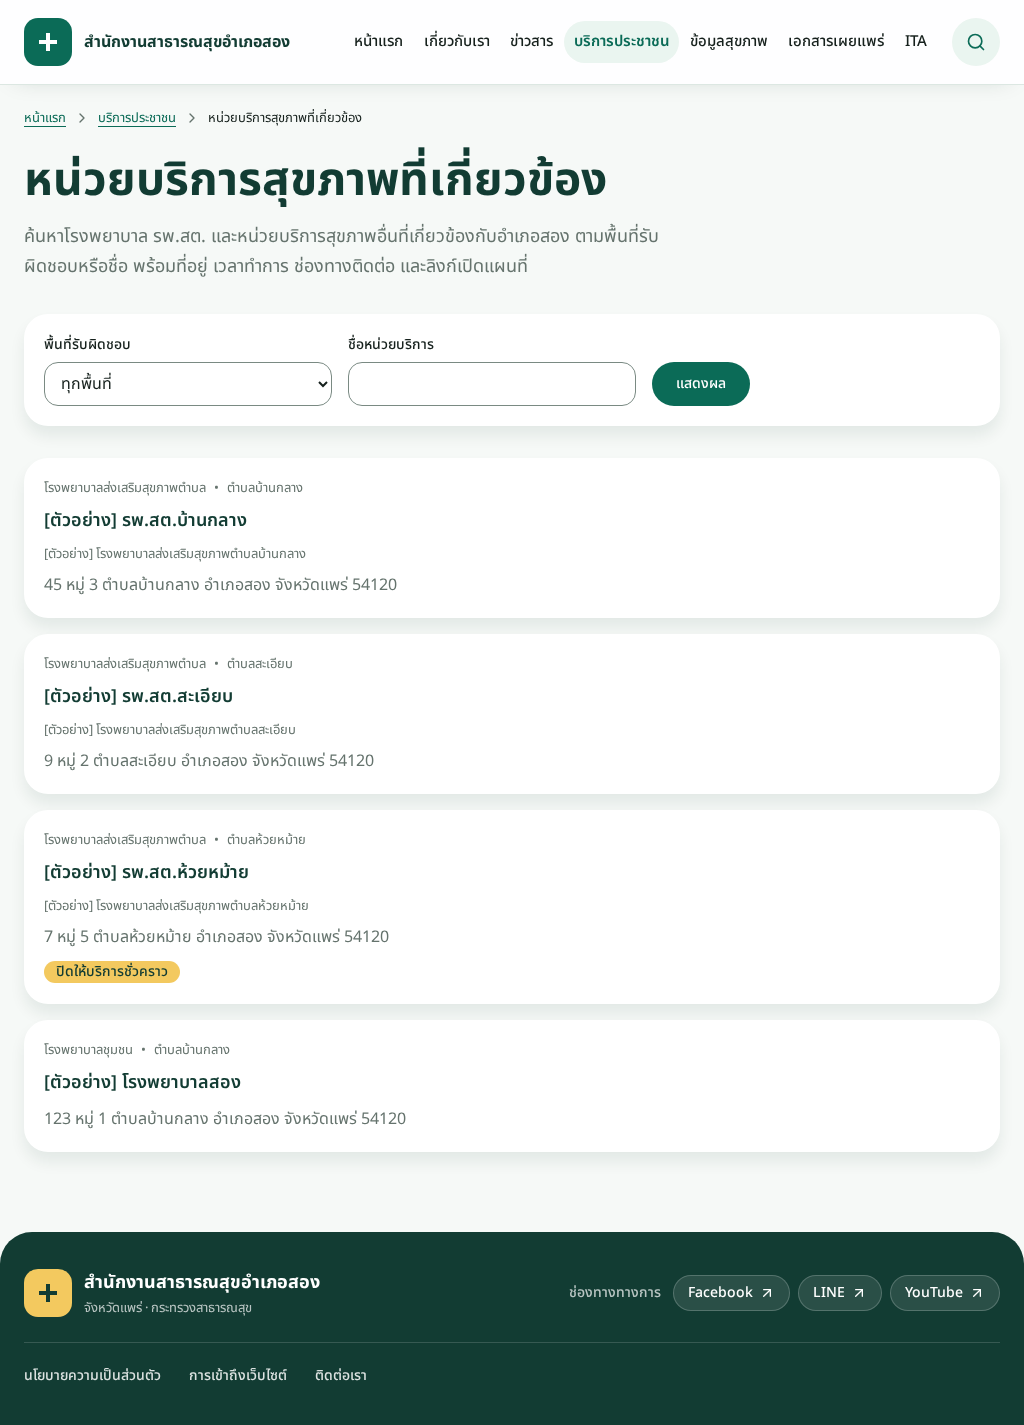 สำนักงานสาธารณสุขอำเภอสอง
หน้าแรก เกี่ยวกับเรา ข่าวสาร บริการประชาชน ข้อมูลสุขภาพ เอกสารเผยแพร่ ITA
หน้าแรก บริการประชาชน หน่วยบริการสุขภาพที่เกี่ยวข้อง
หน่วยบริการสุขภาพที่เกี่ยวข้อง
ค้นหาโรงพยาบาล รพ.สต. และหน่วยบริการสุขภาพอื่นที่เกี่ยวข้องกับอำเภอสอง ตามพื้นที่รับ
ผิดชอบหรือชื่อ พร้อมที่อยู่ เวลาทำการ ช่องทางติดต่อ และลิงก์เปิดแผนที่
พื้นที่รับผิดชอบ ชื่อหน่วยบริการ
ทุกพื้นที่ แสดงผล
โรงพยาบาลส่งเสริมสุขภาพตำบล • ตำบลบ้านกลาง
[ตัวอย่าง] รพ.สต.บ้านกลาง
[ตัวอย่าง] โรงพยาบาลส่งเสริมสุขภาพตำบลบ้านกลาง
45 หมู่ 3 ตำบลบ้านกลาง อำเภอสอง จังหวัดแพร่ 54120
โรงพยาบาลส่งเสริมสุขภาพตำบล • ตำบลสะเอียบ
[ตัวอย่าง] รพ.สต.สะเอียบ
[ตัวอย่าง] โรงพยาบาลส่งเสริมสุขภาพตำบลสะเอียบ
9 หมู่ 2 ตำบลสะเอียบ อำเภอสอง จังหวัดแพร่ 54120
โรงพยาบาลส่งเสริมสุขภาพตำบล • ตำบลห้วยหม้าย
[ตัวอย่าง] รพ.สต.ห้วยหม้าย
[ตัวอย่าง] โรงพยาบาลส่งเสริมสุขภาพตำบลห้วยหม้าย
7 หมู่ 5 ตำบลห้วยหม้าย อำเภอสอง จังหวัดแพร่ 54120
ปิดให้บริการชั่วคราว
โรงพยาบาลชุมชน • ตำบลบ้านกลาง
[ตัวอย่าง] โรงพยาบาลสอง
123 หมู่ 1 ตำบลบ้านกลาง อำเภอสอง จังหวัดแพร่ 54120
สำนักงานสาธารณสุขอำเภอสอง
จังหวัดแพร่ · กระทรวงสาธารณสุข
ช่องทางทางการ Facebook LINE YouTube
นโยบายความเป็นส่วนตัว การเข้าถึงเว็บไซต์ ติดต่อเรา